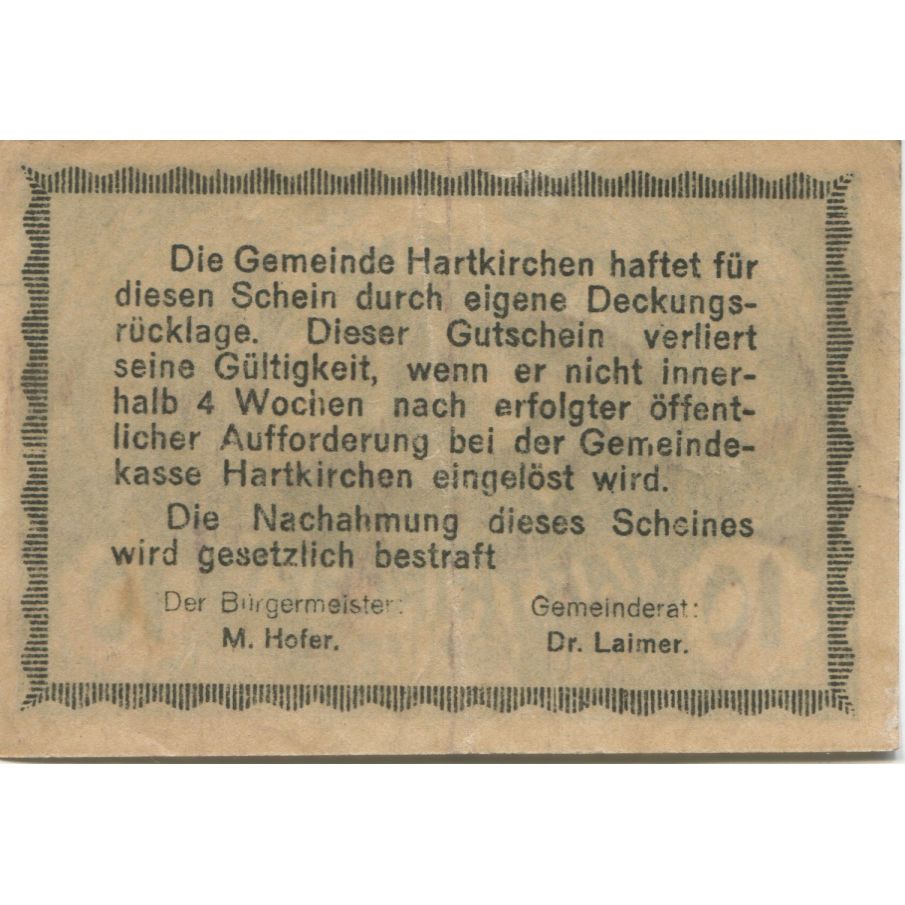 Die Gemeinde Hartkirchen haftet für
diesen Schein durch eigene Deckungs-
rücklage. Dieser Gutschein verliert
seine Gültigkeit, wenn er nicht inner-
halb 4 Wochen nach erfolgter öffent-
licher Aufforderung bei der Gemeinde-
kasse Hartkirchen eingelöst wird.
Die Nachahmung dieses Scheines
wird gesetzlich bestraft
Der Bürgermeister: Gemeinderat:
M. Hofer. Dr. Laimer.